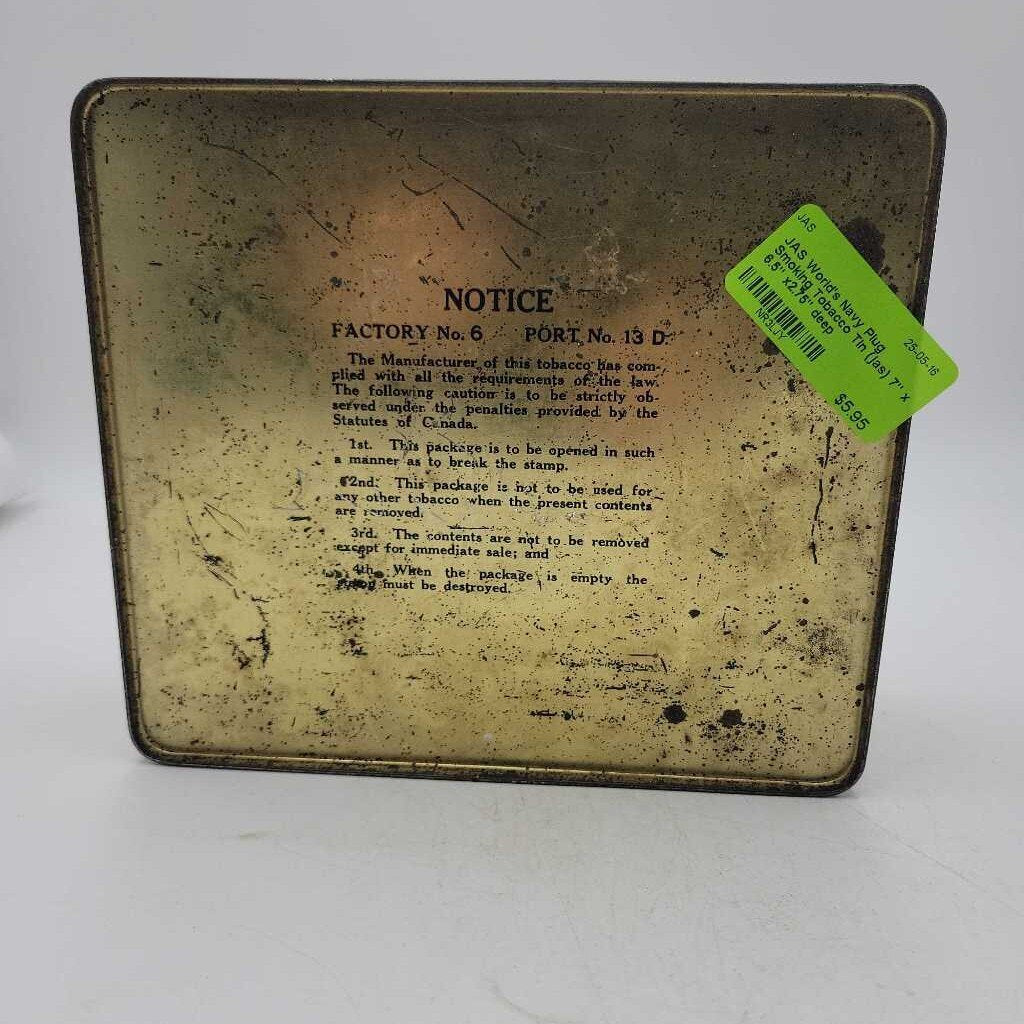 NOTICE
FACTORY No. 6 PORT No. 13 D.
The Manufacturer of this tobacco has com-
plied with all the requirements of the law.
The following caution is to be strictly ob-
served under the penalties provided by the
Statutes of Canada.
1st. This package is to be opened in such
a manner as to break the stamp.
2nd. This package is not to be used for
any other tobacco when the present contents
are removed.
3rd. The contents are not to be removed
except for immediate sale; and
4th. When the package is empty the
must be destroyed.
JAS
25-05-16
JAS World's Navy Plug
Smoking Tobacco Tin (Jas) 7" x
6.5" x2.75" deep
$5.95